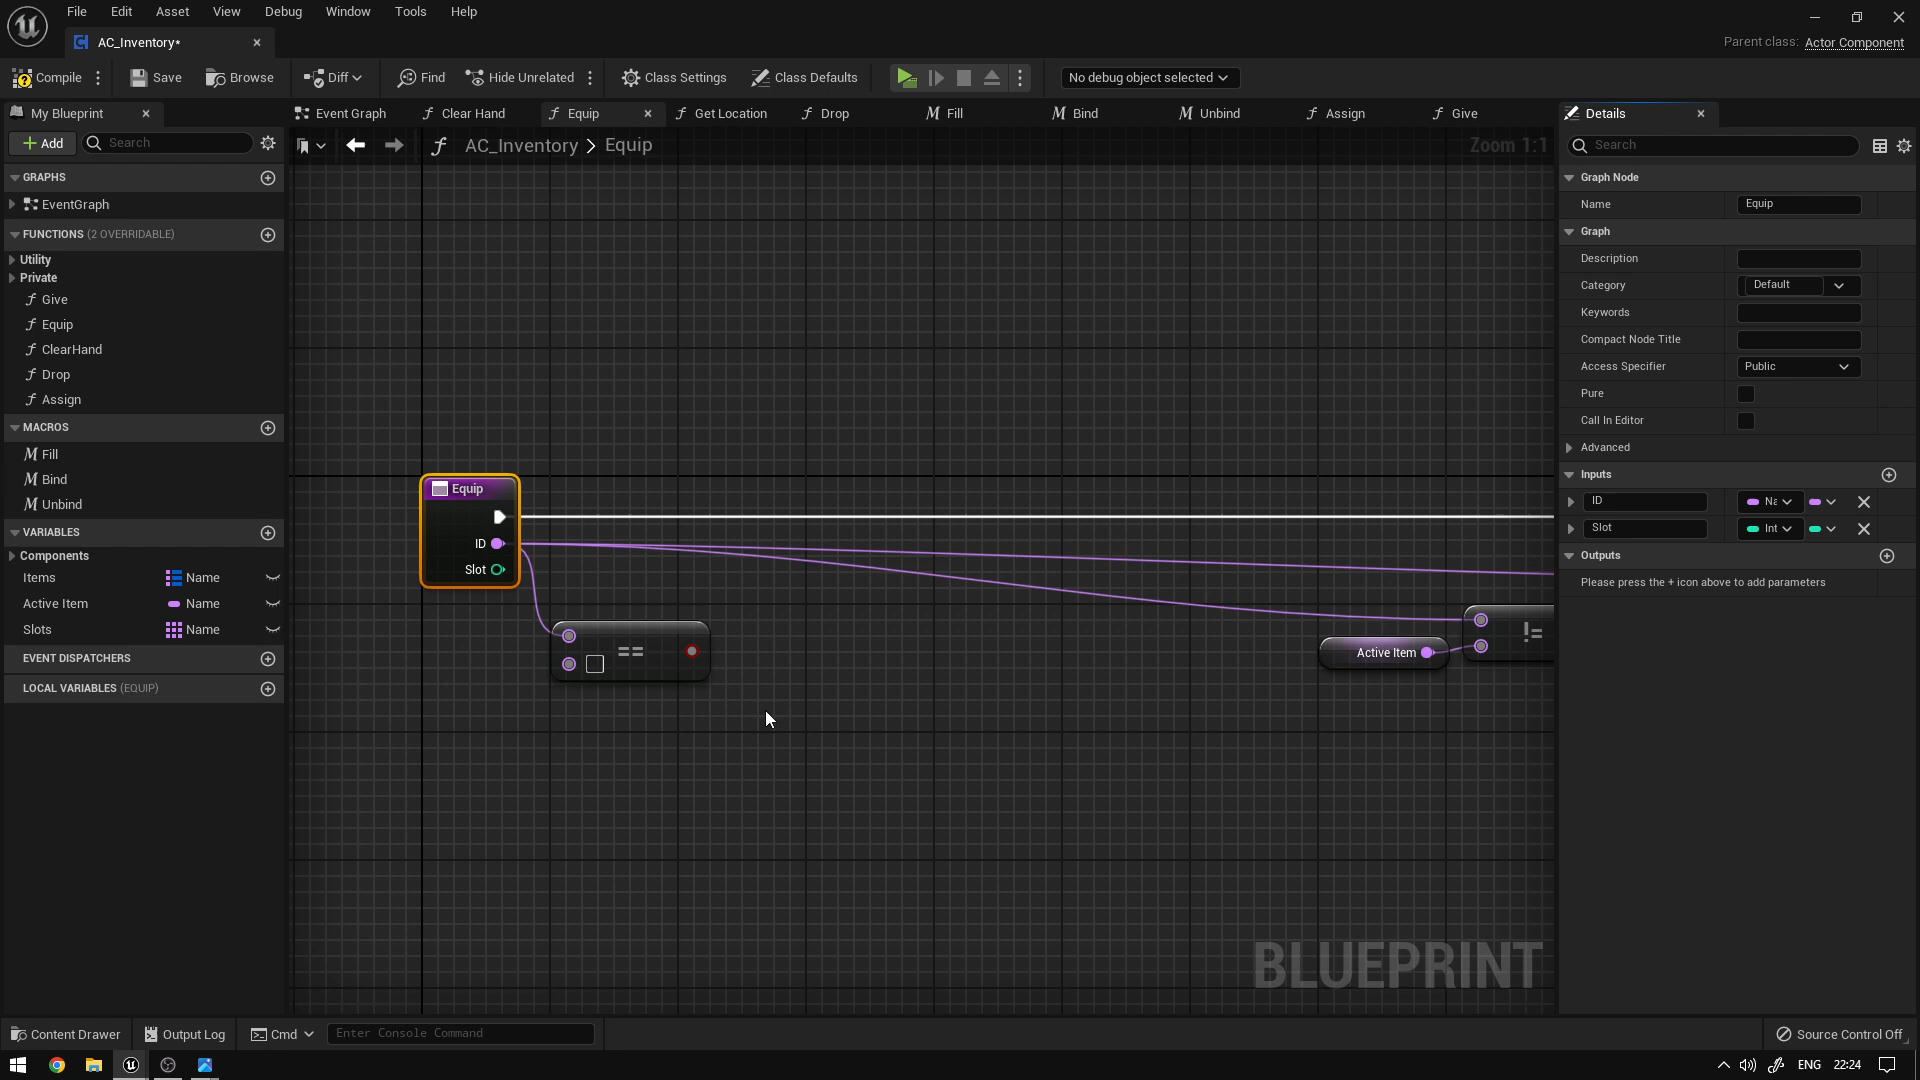 File Edit Asset View Debug Window Tools Help
AC_Inventory*
Parent class: Actor Component
Compile Save Browse Diff Find Hide Unrelated Class Settings Class Defaults No debug object selected
My Blueprint
Event Graph Clear Hand Equip Get Location Drop Fill Bind Unbind Assign Give
Details
Add Search
AC_Inventory > Equip
Zoom 1:1
Search
GRAPHS
EventGraph
FUNCTIONS (2 OVERRIDABLE)
Utility
Private
Give
Equip
ClearHand
Drop
Assign
MACROS
Fill
Bind
Unbind
VARIABLES
Components
Items Name
Active Item Name
Slots Name
EVENT DISPATCHERS
LOCAL VARIABLES (EQUIP)
Equip
ID
Slot
==
Active Item
!=
BLUEPRINT
Graph Node
Name Equip
Graph
Description
Category Default
Keywords
Compact Node Title
Access Specifier Public
Pure
Call In Editor
Advanced
Inputs
ID Na
Slot Int
Outputs
Please press the + icon above to add parameters
Content Drawer Output Log Cmd Enter Console Command Source Control Off
ENG 22:24